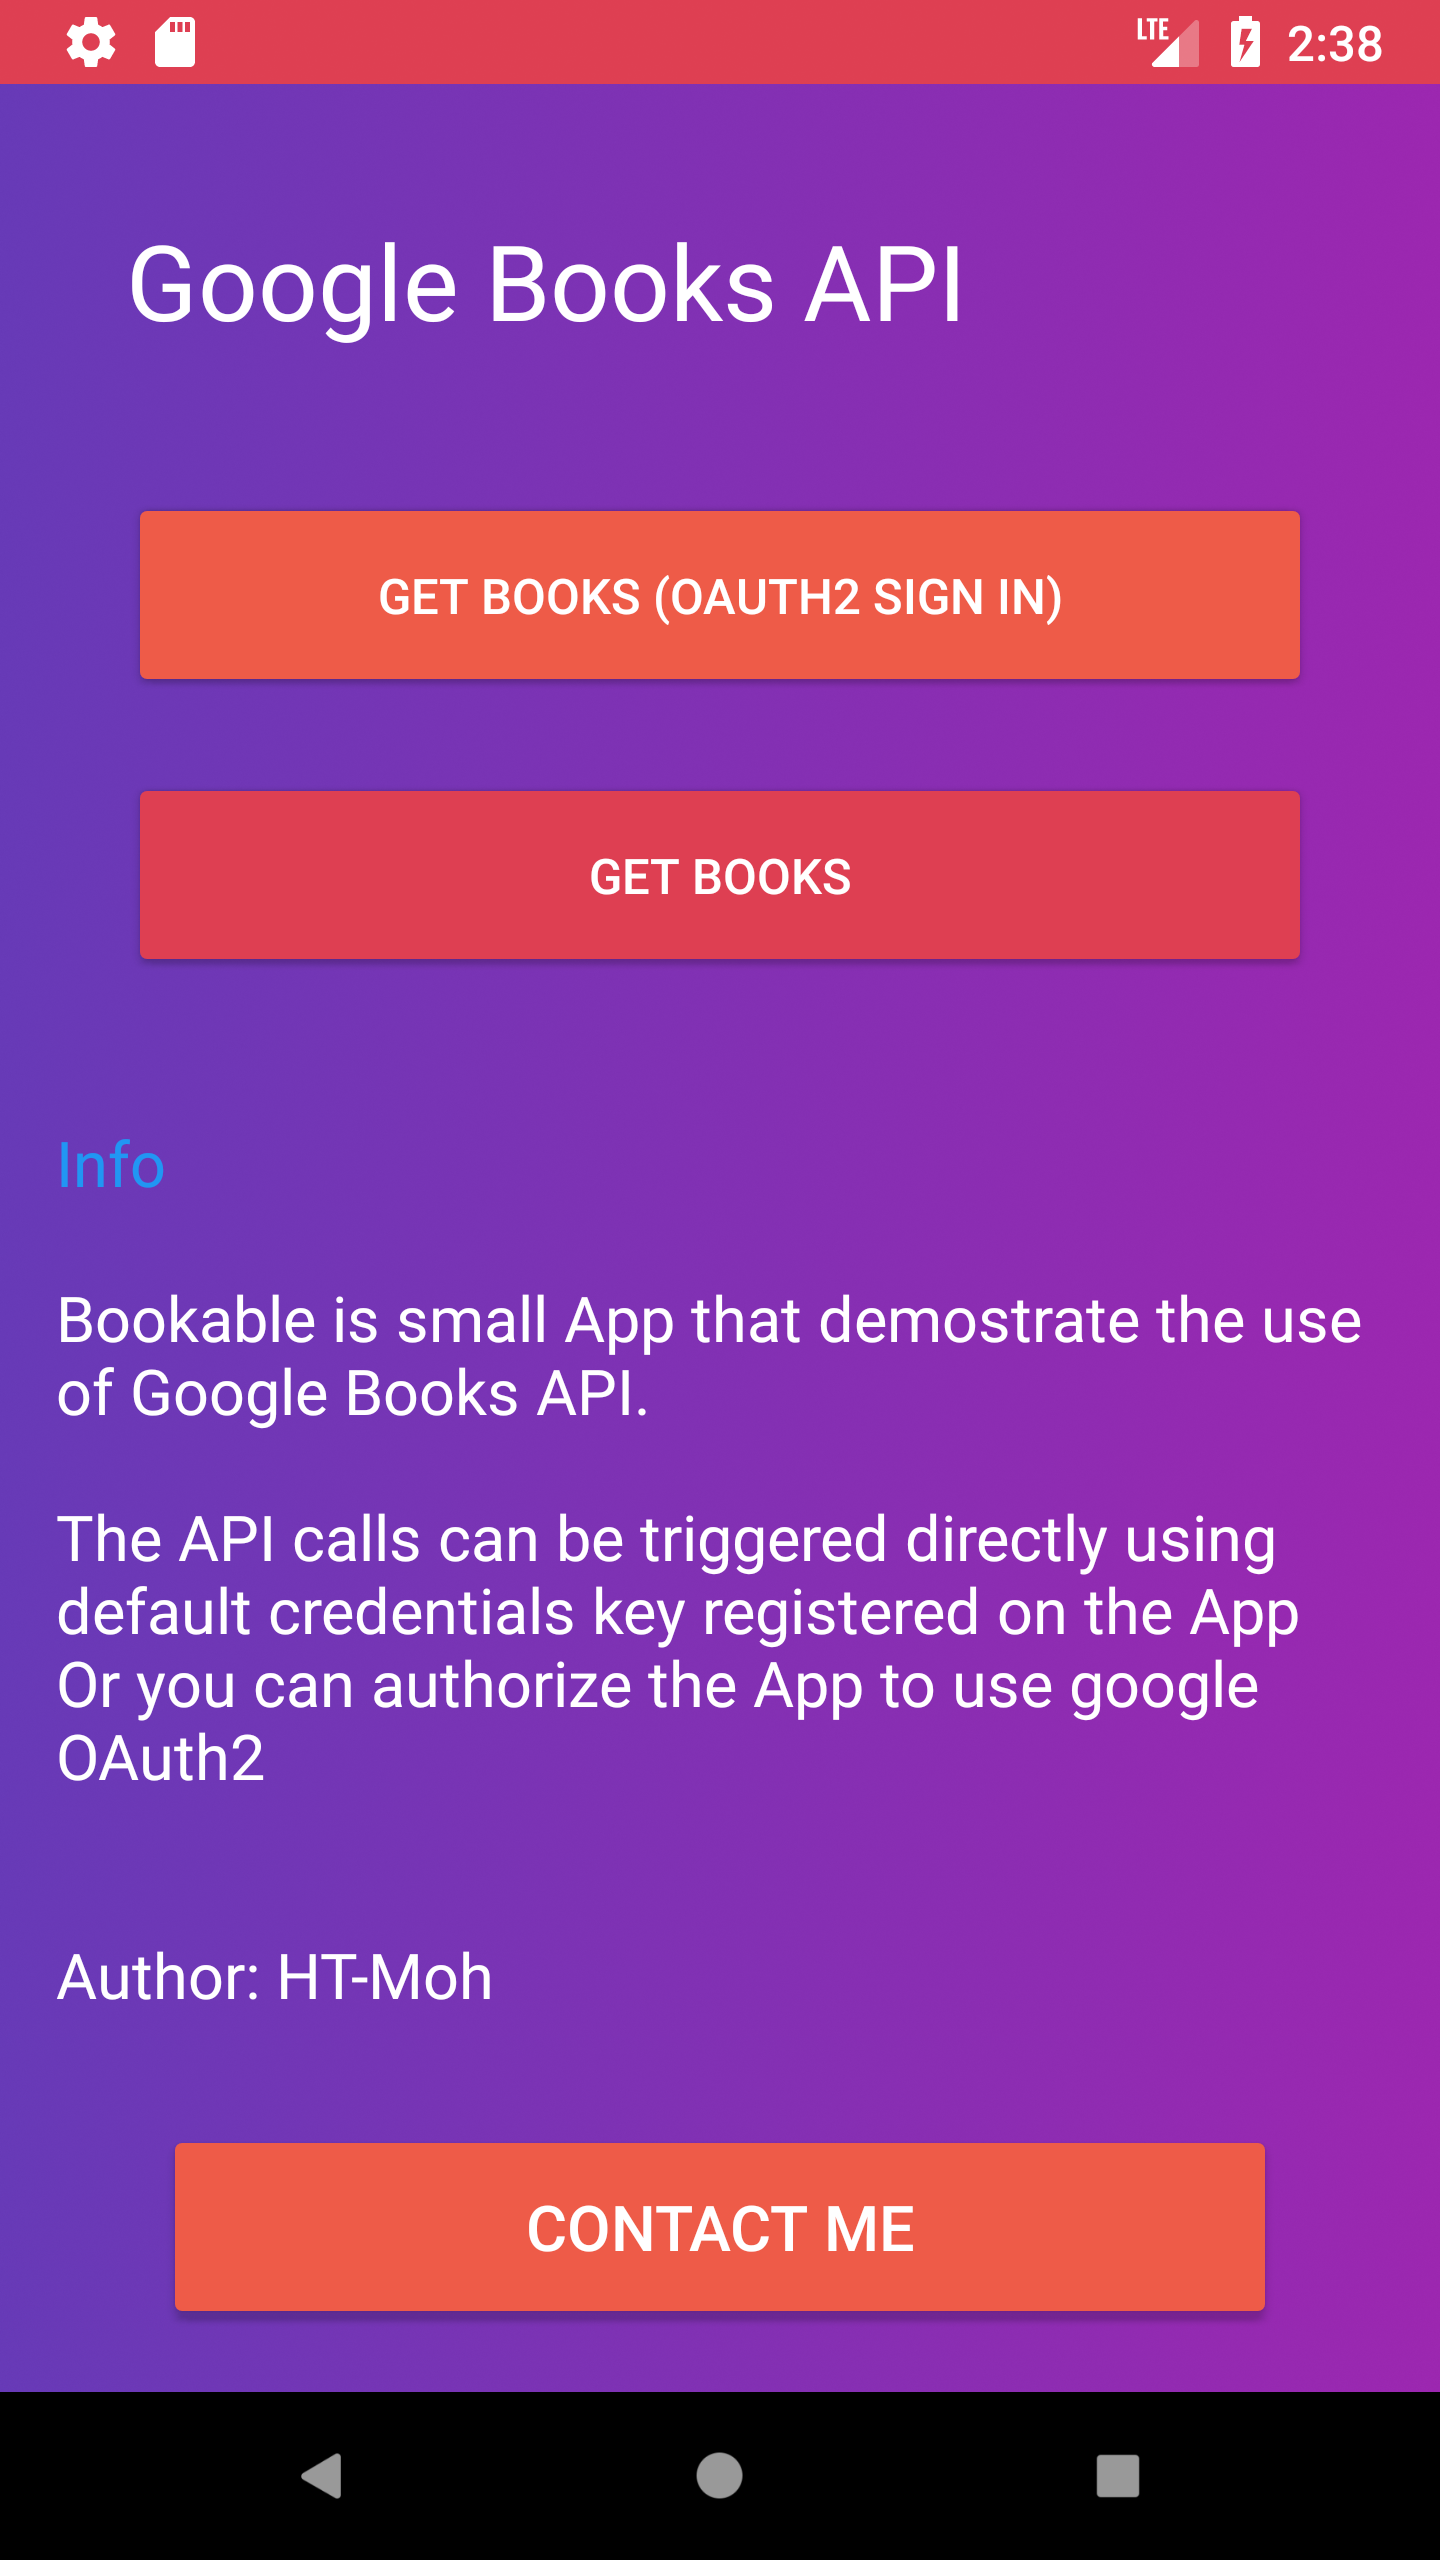 LTE 2:38
Google Books API
GET BOOKS (OAUTH2 SIGN IN)
GET BOOKS
Info
Bookable is small App that demostrate the use
of Google Books API.
The API calls can be triggered directly using
default credentials key registered on the App
Or you can authorize the App to use google
OAuth2
Author: HT-Moh
CONTACT ME